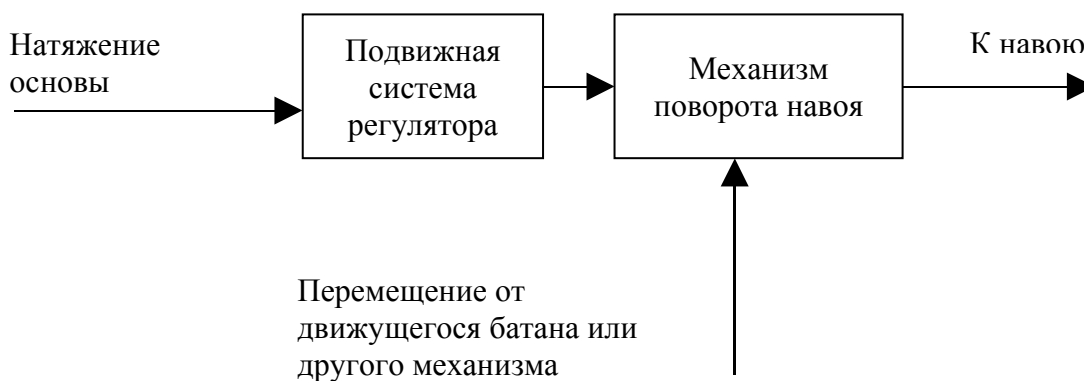 Натяжение
основы
Подвижная
система
регулятора
Механизм
поворота навоя
К навою
Перемещение от
движущегося батана или
другого механизма